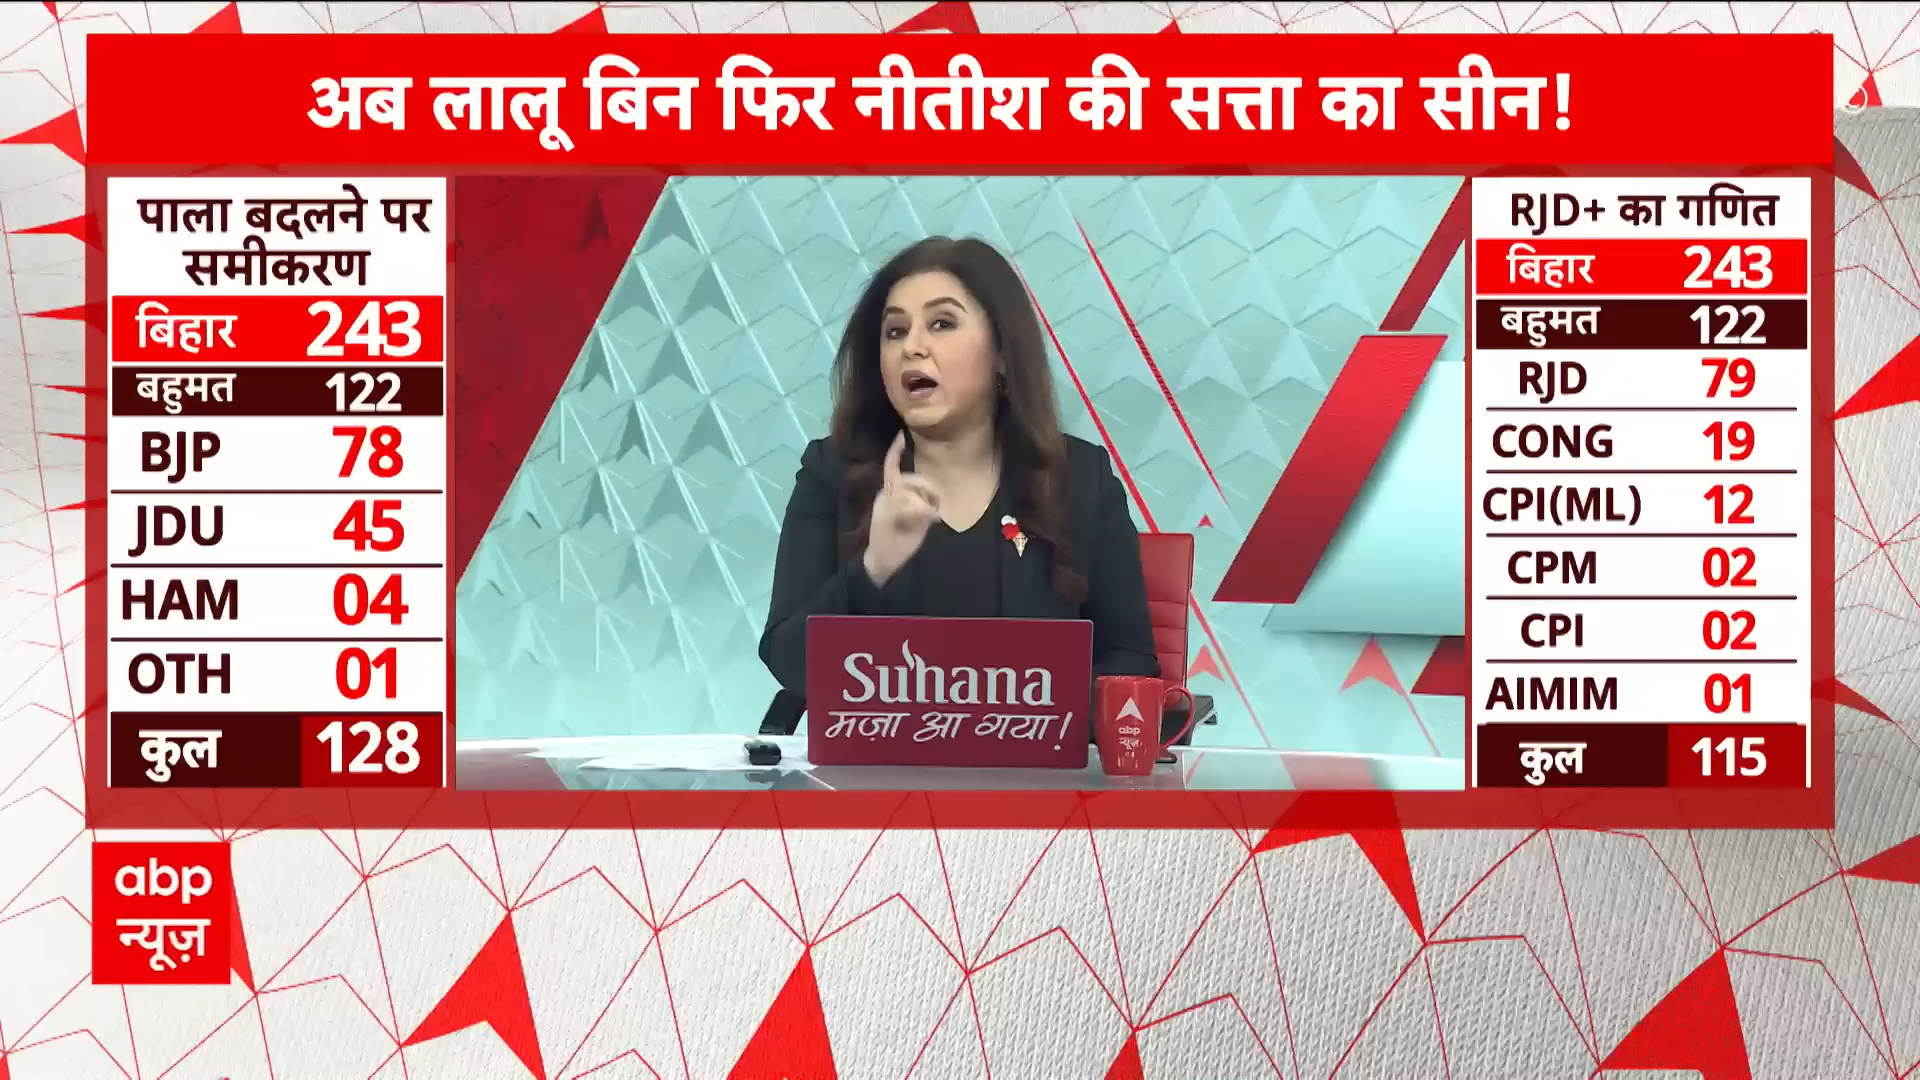 अब लालू बिन फिर नीतीश की सत्ता का सीन!
पाला बदलने पर
समीकरण
बिहार 243
बहुमत 122
BJP 78
JDU 45
HAM 04
OTH 01
कुल 128
RJD+ का गणित
बिहार 243
बहुमत 122
RJD 79
CONG 19
CPI(ML) 12
CPM 02
CPI 02
AIMIM 01
कुल 115
Suhana
मज़ा आ गया!
abp
न्यूज़
abp
न्यूज़